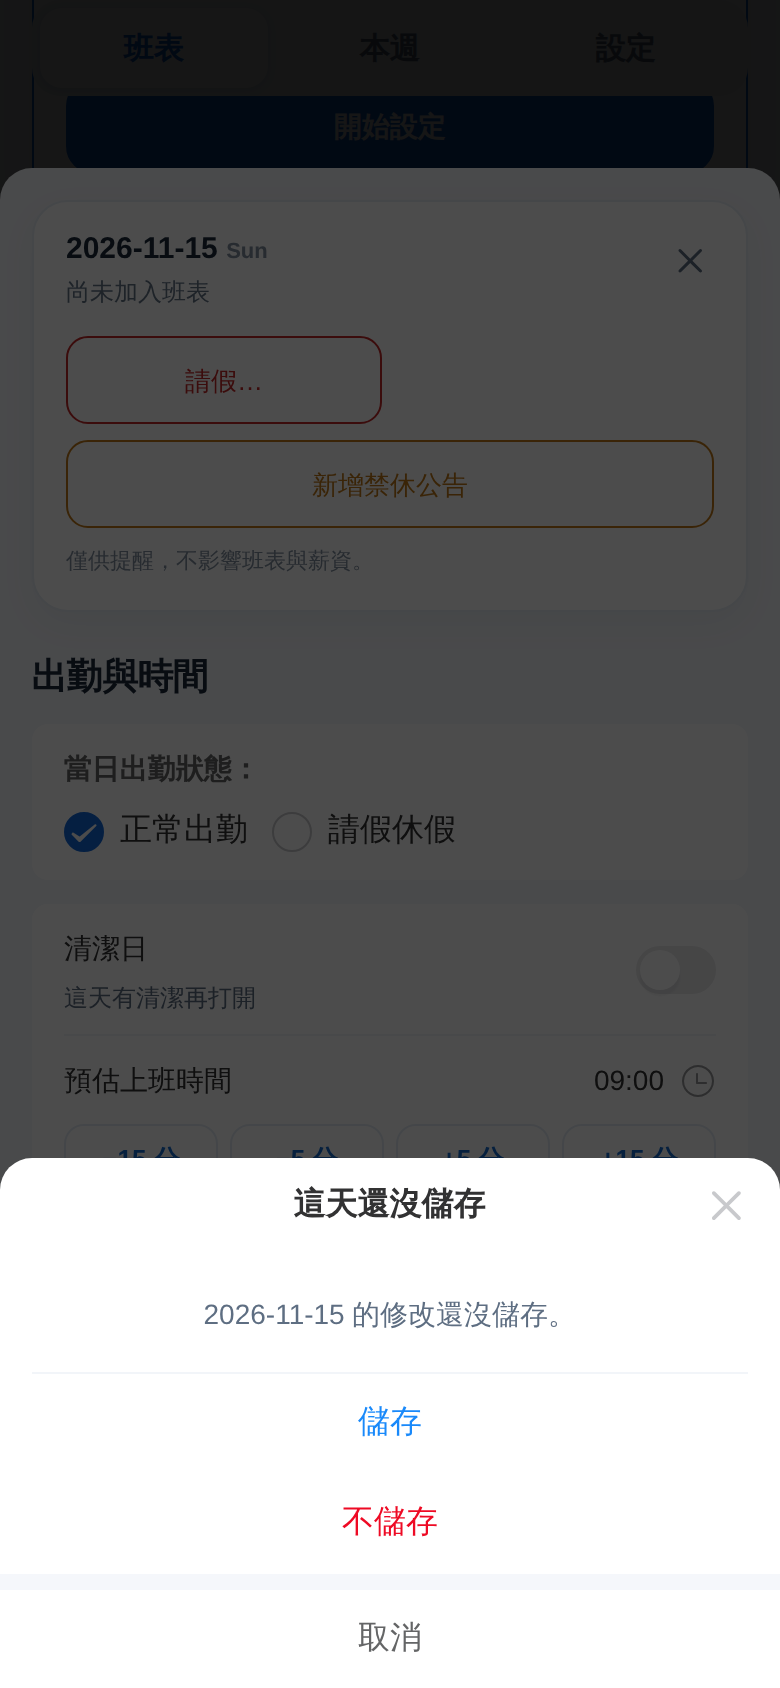 班表 本週 設定
開始設定
2026-11-15 Sun
尚未加入班表
請假…
新增禁休公告
僅供提醒，不影響班表與薪資。
出勤與時間
當日出勤狀態：
正常出勤 請假休假
清潔日
這天有清潔再打開
預估上班時間 09:00
這天還沒儲存
2026-11-15 的修改還沒儲存。
儲存
不儲存
取消